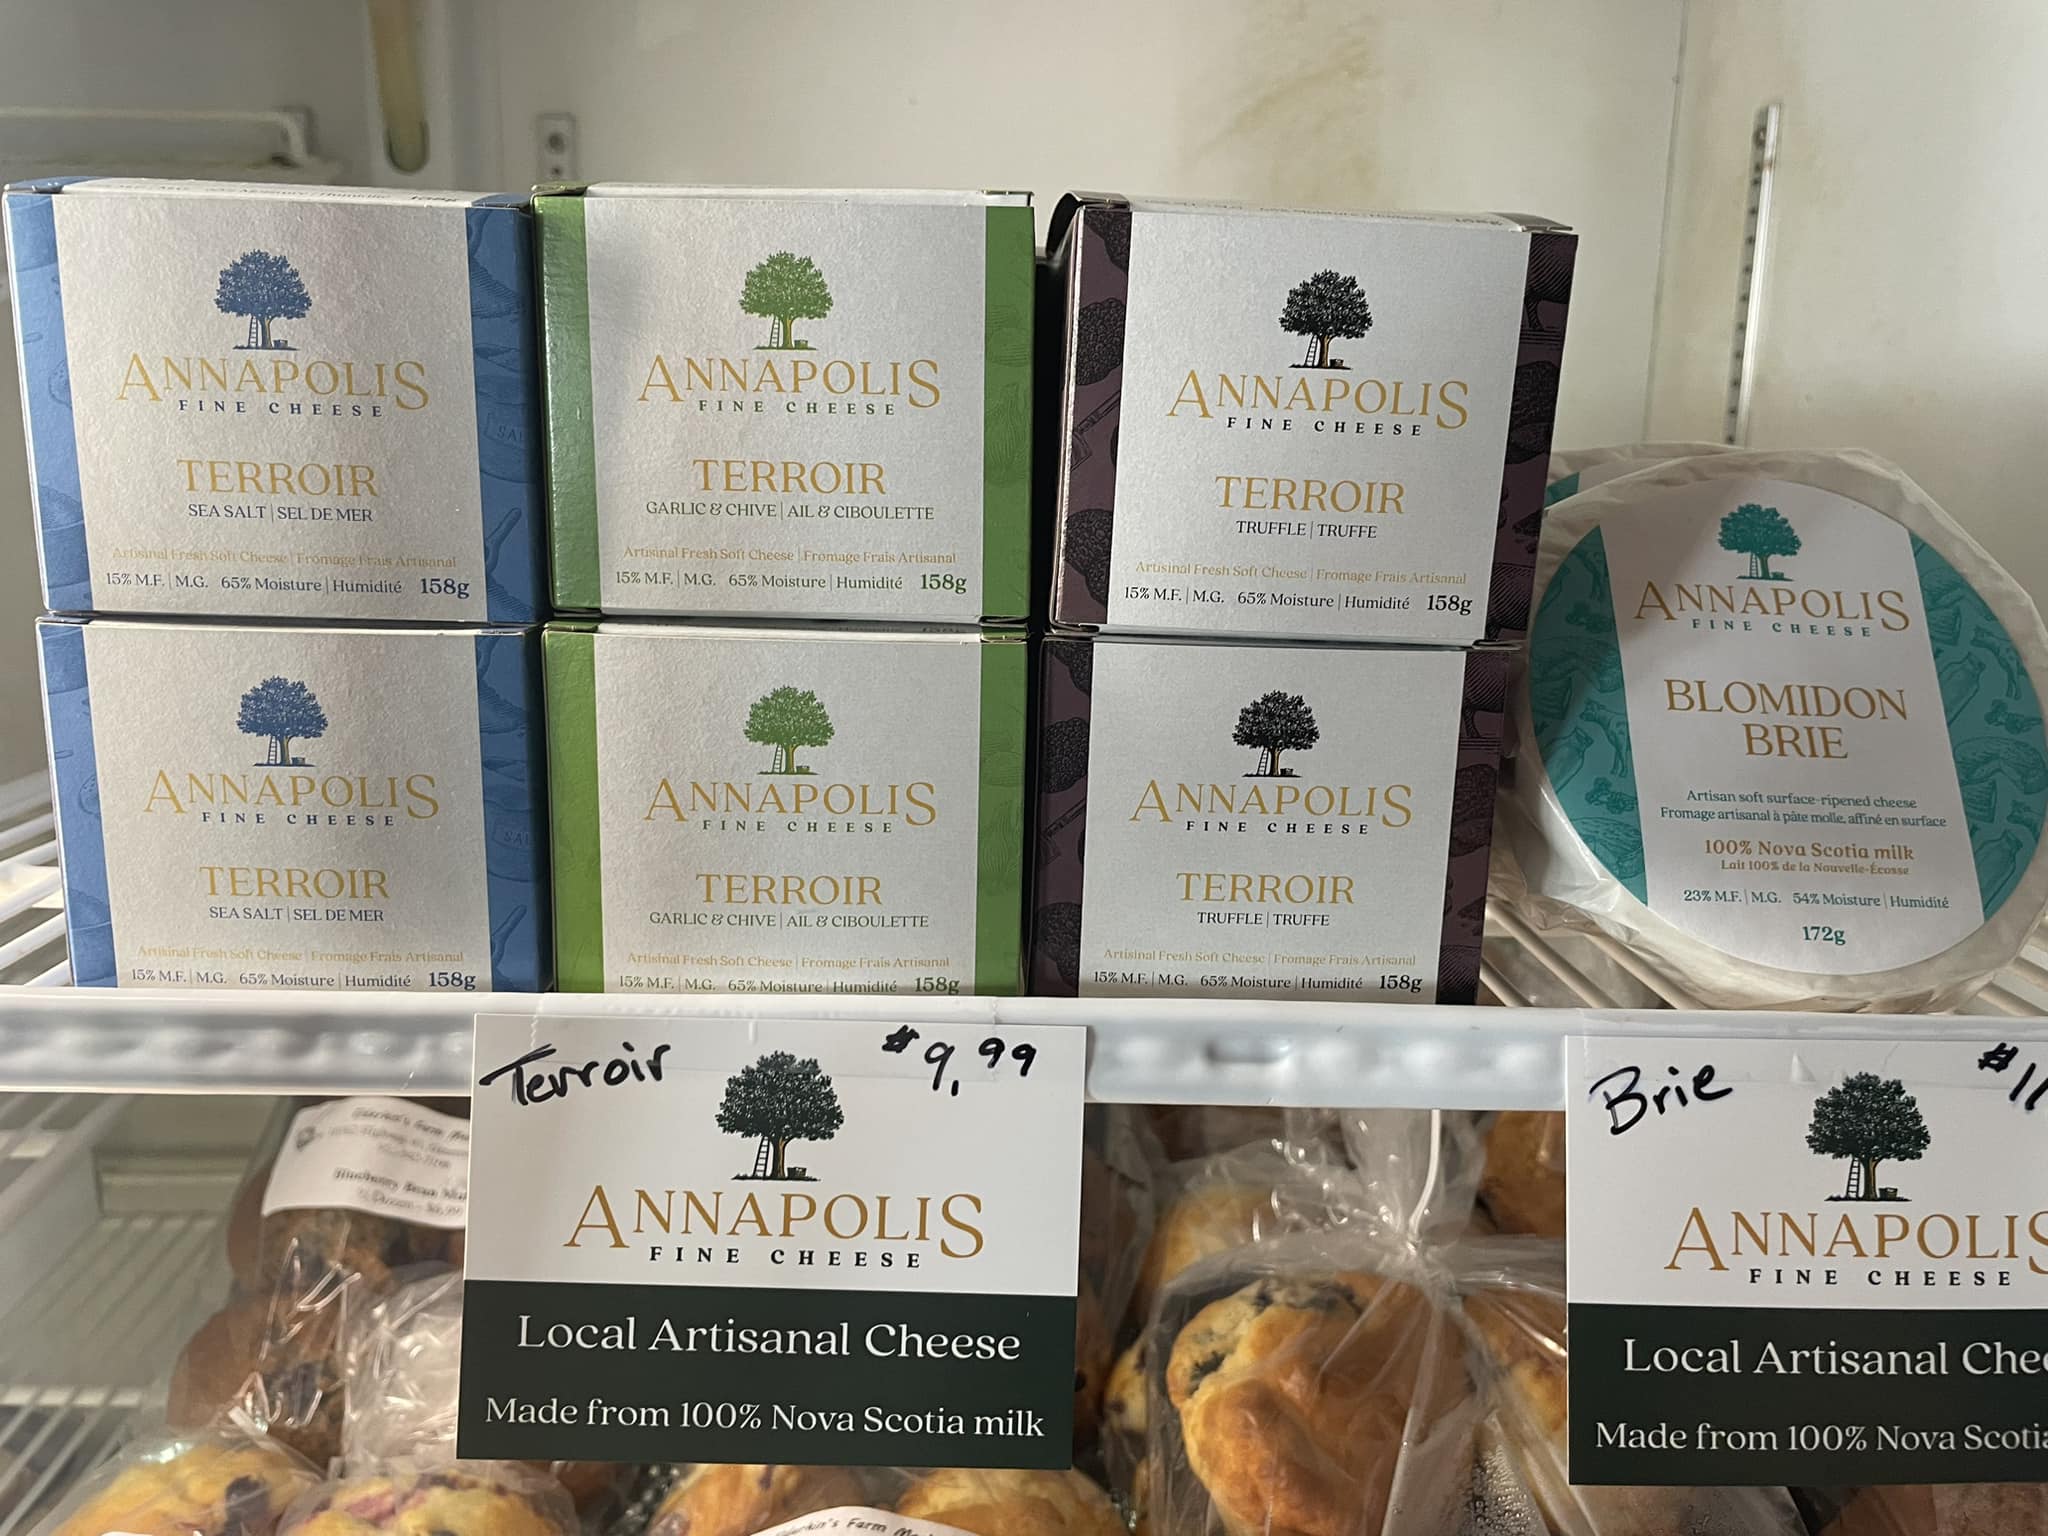 ANNAPOLIS
FINE CHEESE
TERROIR
SEA SALT | SEL DE MER
Artisinal Fresh Soft Cheese | Fromage Frais Artisanal
15% M.F. | M.G. 65% Moisture | Humidité 158g
ANNAPOLIS
FINE CHEESE
TERROIR
GARLIC & CHIVE | AIL & CIBOULETTE
Artisinal Fresh Soft Cheese | Fromage Frais Artisanal
15% M.F. | M.G. 65% Moisture | Humidité 158g
ANNAPOLIS
FINE CHEESE
TERROIR
TRUFFLE | TRUFFE
Artisinal Fresh Soft Cheese | Fromage Frais Artisanal
15% M.F. | M.G. 65% Moisture | Humidité 158g
ANNAPOLIS
FINE CHEESE
BLOMIDON
BRIE
Artisan soft surface-ripened cheese
Fromage artisanal à pâte molle, affiné en surface
100% Nova Scotia milk
Lait 100% de la Nouvelle-Écosse
23% M.F. | M.G. 54% Moisture | Humidité
172g
ANNAPOLIS
FINE CHEESE
TERROIR
SEA SALT | SEL DE MER
Artisinal Fresh Soft Cheese | Fromage Frais Artisanal
15% M.F. | M.G. 65% Moisture | Humidité 158g
ANNAPOLIS
FINE CHEESE
TERROIR
GARLIC & CHIVE | AIL & CIBOULETTE
Artisinal Fresh Soft Cheese | Fromage Frais Artisanal
15% M.F. | M.G. 65% Moisture | Humidité 158g
ANNAPOLIS
FINE CHEESE
TERROIR
TRUFFLE | TRUFFE
Artisinal Fresh Soft Cheese | Fromage Frais Artisanal
15% M.F. | M.G. 65% Moisture | Humidité 158g
Terroir $9.99
ANNAPOLIS
FINE CHEESE
Local Artisanal Cheese
Made from 100% Nova Scotia milk
Brie $11
ANNAPOLIS
FINE CHEESE
Local Artisanal Chee
Made from 100% Nova Scotia
Blueberry Bran
Farm